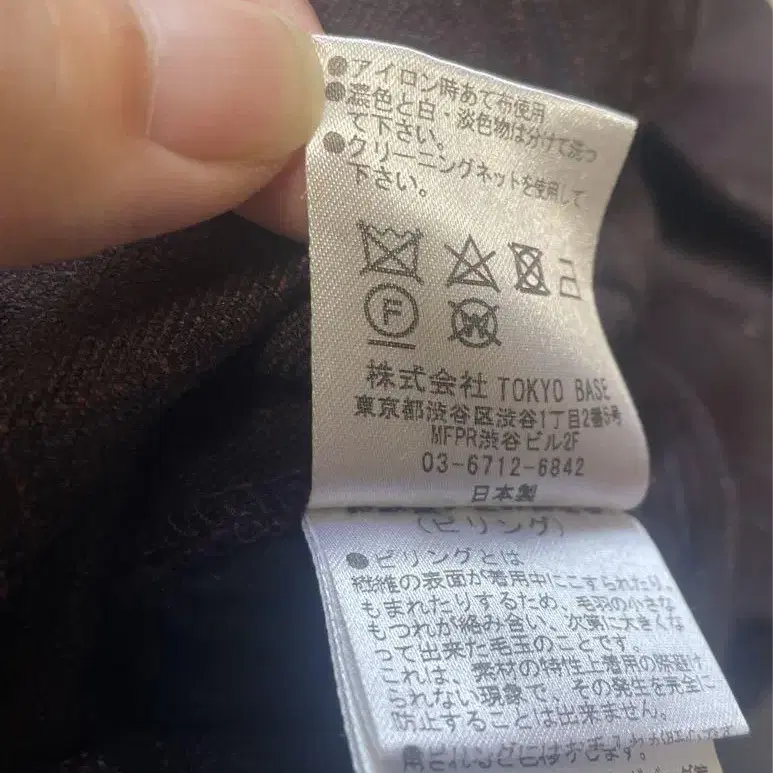 ●アイロン時あて布使用
●濃色と白・淡色物は分けて洗っ
て下さい。
●クリーニングネットを使用して
下さい。
F W
株式会社 TOKYO BASE
東京都渋谷区渋谷1丁目2番5号
MFPR渋谷ビル2F
03-6712-6842
日本製
(ピリング)
●ピリングとは
繊維の表面が着用中にこすられたり、
もまれたりするため、毛羽の小さな
もつれが絡み合い、次第に大きくな
って出来た毛玉のことです。
これは、素材の特性上着用の際避け
られない現象で、その発生を完全に
防止することは出来ません。